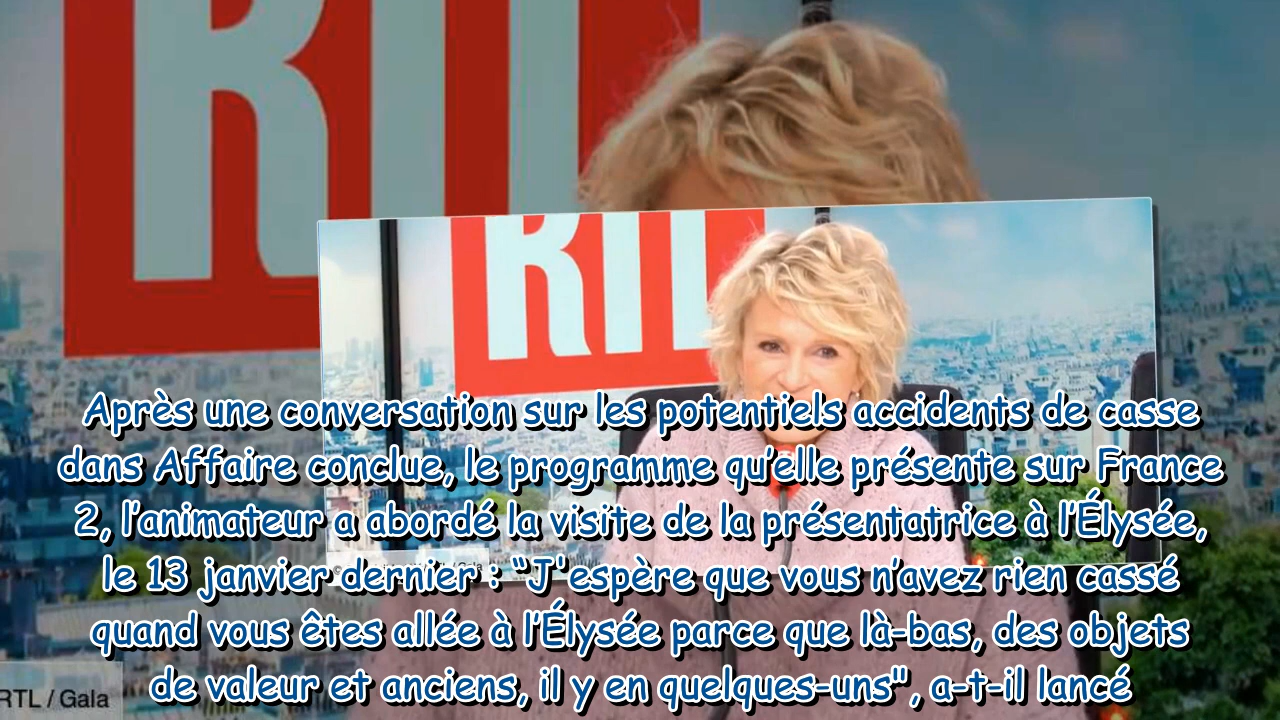 RTL
RTL
Après une conversation sur les potentiels accidents de casse
dans Affaire conclue, le programme qu’elle présente sur France
2, l’animateur a abordé la visite de la présentatrice à l’Élysée,
le 13 janvier dernier : “J'espère que vous n’avez rien cassé
quand vous êtes allée à l’Élysée parce que là-bas, des objets
de valeur et anciens, il y en quelques-uns", a-t-il lancé
RTL / Gala